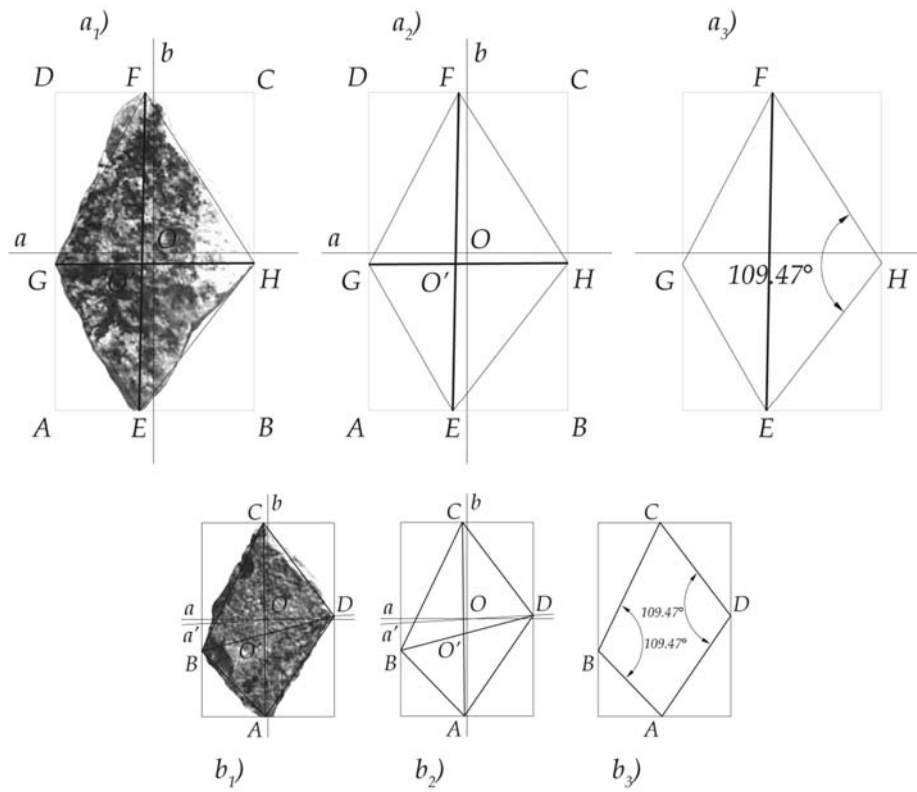 a₁) a₂) a₃)
b b
D F C D F C F
a O a O
G O H G O' H G 109.47° H
A E B A E B E
C b C b C
a O D a O D 109.47° D
a' a'
B O' B O' B 109.47°
A A A
b₁) b₂) b₃)